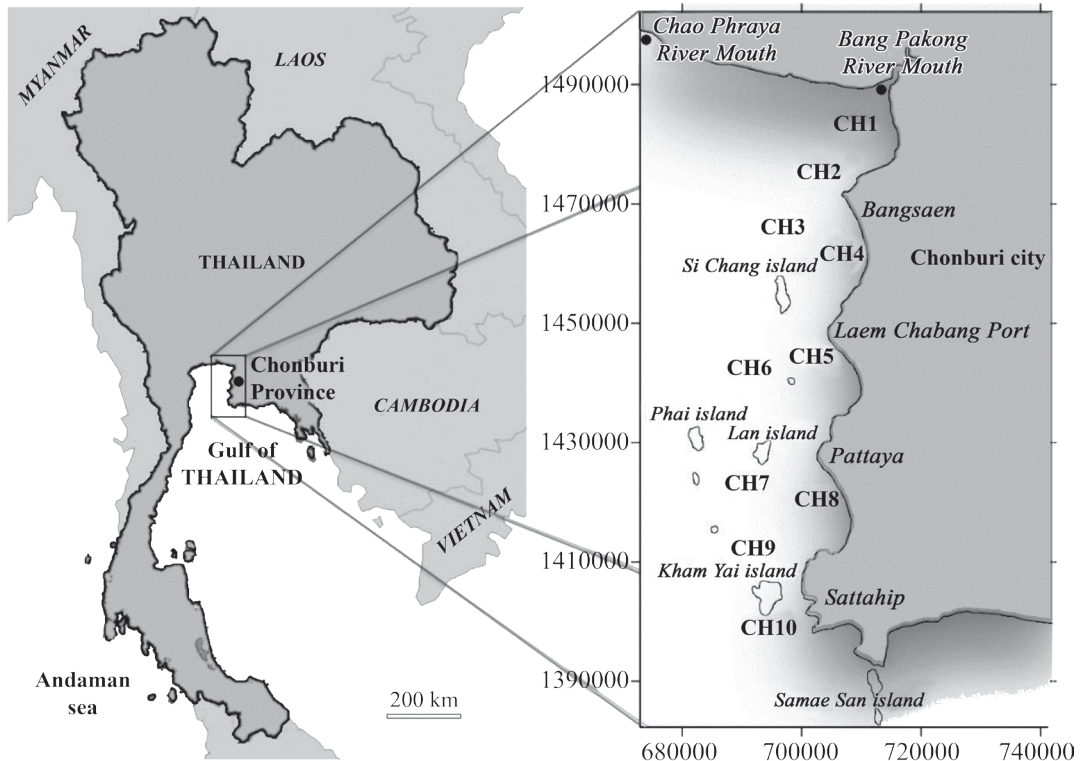 MYANMAR
LAOS
THAILAND
Chonburi
Province
CAMBODIA
Gulf of
THAILAND
VIETNAM
Andaman
sea
200 km
Chao Phraya
River Mouth
Bang Pakong
River Mouth
1490000
CH1
CH2
1470000
Bangsaen
CH3
CH4
Chonburi city
Si Chang island
1450000
Laem Chabang Port
CH5
CH6
Phai island
Lan island
1430000
Pattaya
CH7
CH8
CH9
1410000
Kham Yai island
Sattahip
CH10
1390000
Samae San island
680000
700000
720000
740000